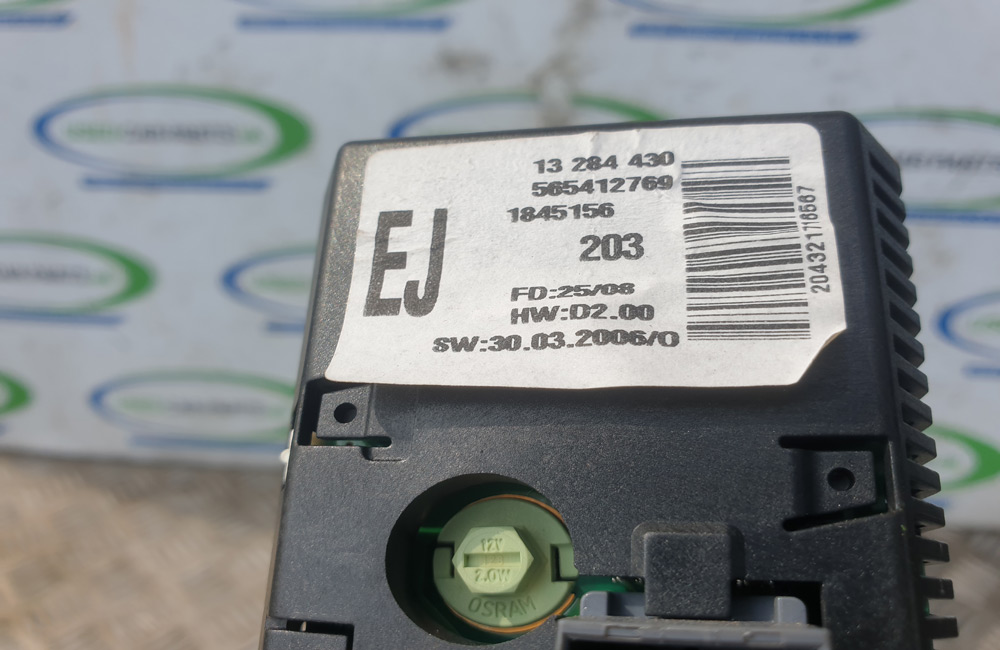 13 284 430
565412769
1845156
EJ
203
FD:25/08
HW:D2.00
SW:30.03.2006/0
204321716567
12V
2.0W
OSRAM